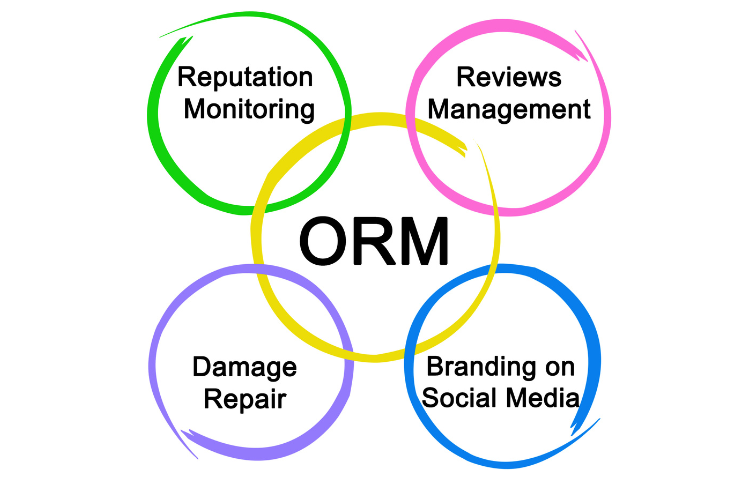 Reputation
Monitoring
Reviews
Management
ORM
Damage
Repair
Branding on
Social Media